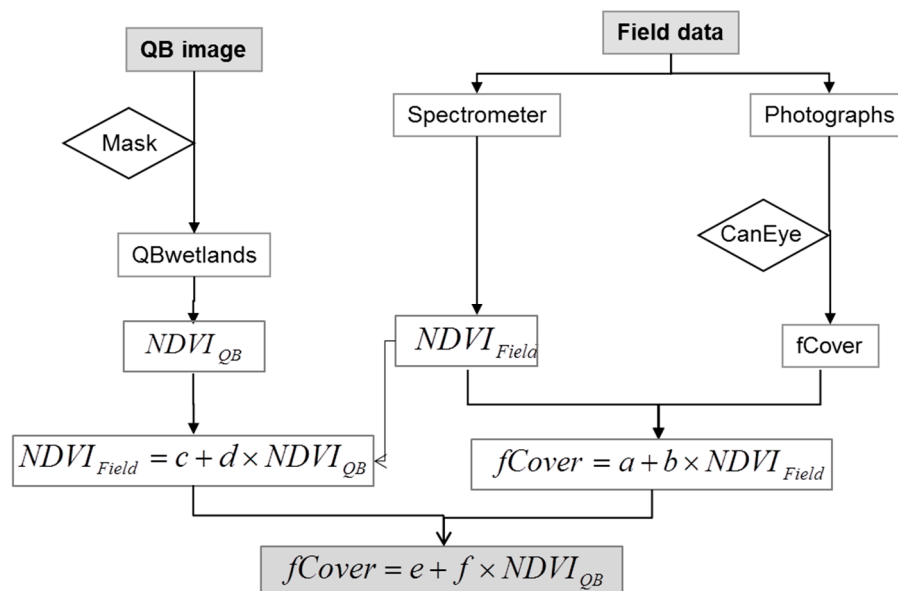 QB image
Field data
Spectrometer
Photographs
Mask
CanEye
QBwetlands
NDVI_QB
NDVI_Field
fCover
NDVI_Field = c + d × NDVI_QB
fCover = a + b × NDVI_Field
fCover = e + f × NDVI_QB